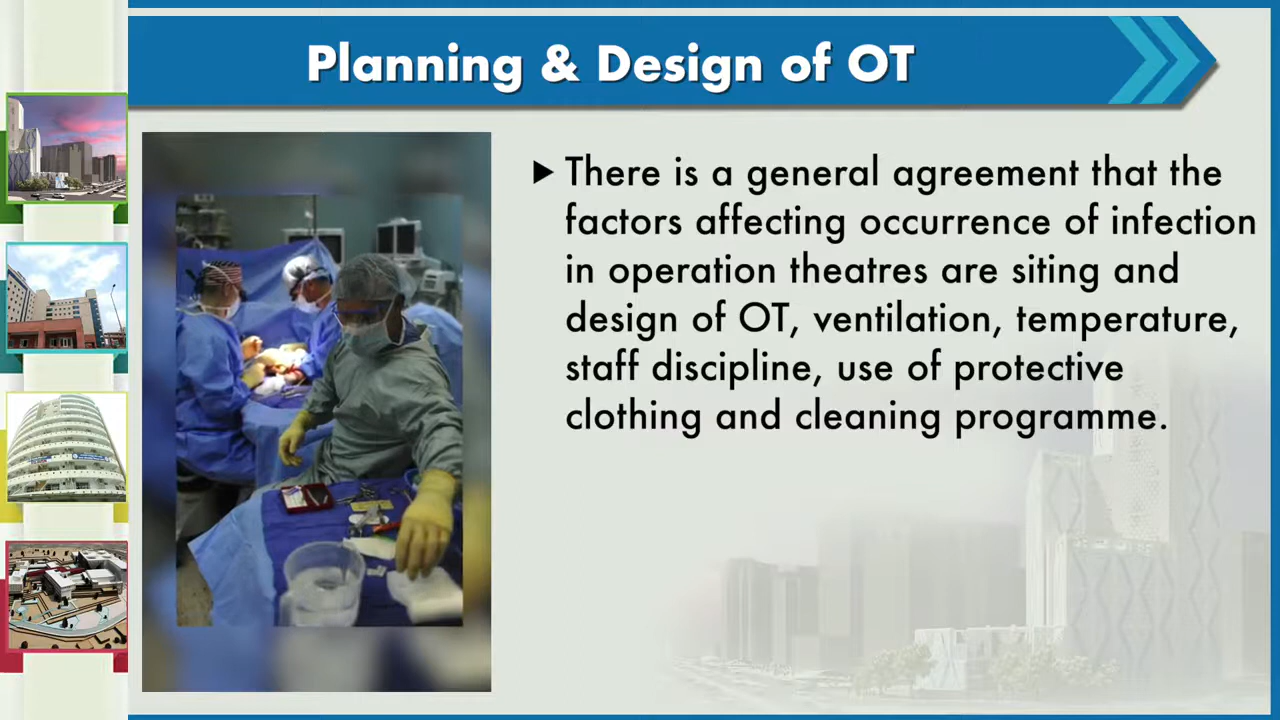 Planning & Design of OT
There is a general agreement that the
factors affecting occurrence of infection
in operation theatres are siting and
design of OT, ventilation, temperature,
staff discipline, use of protective
clothing and cleaning programme.